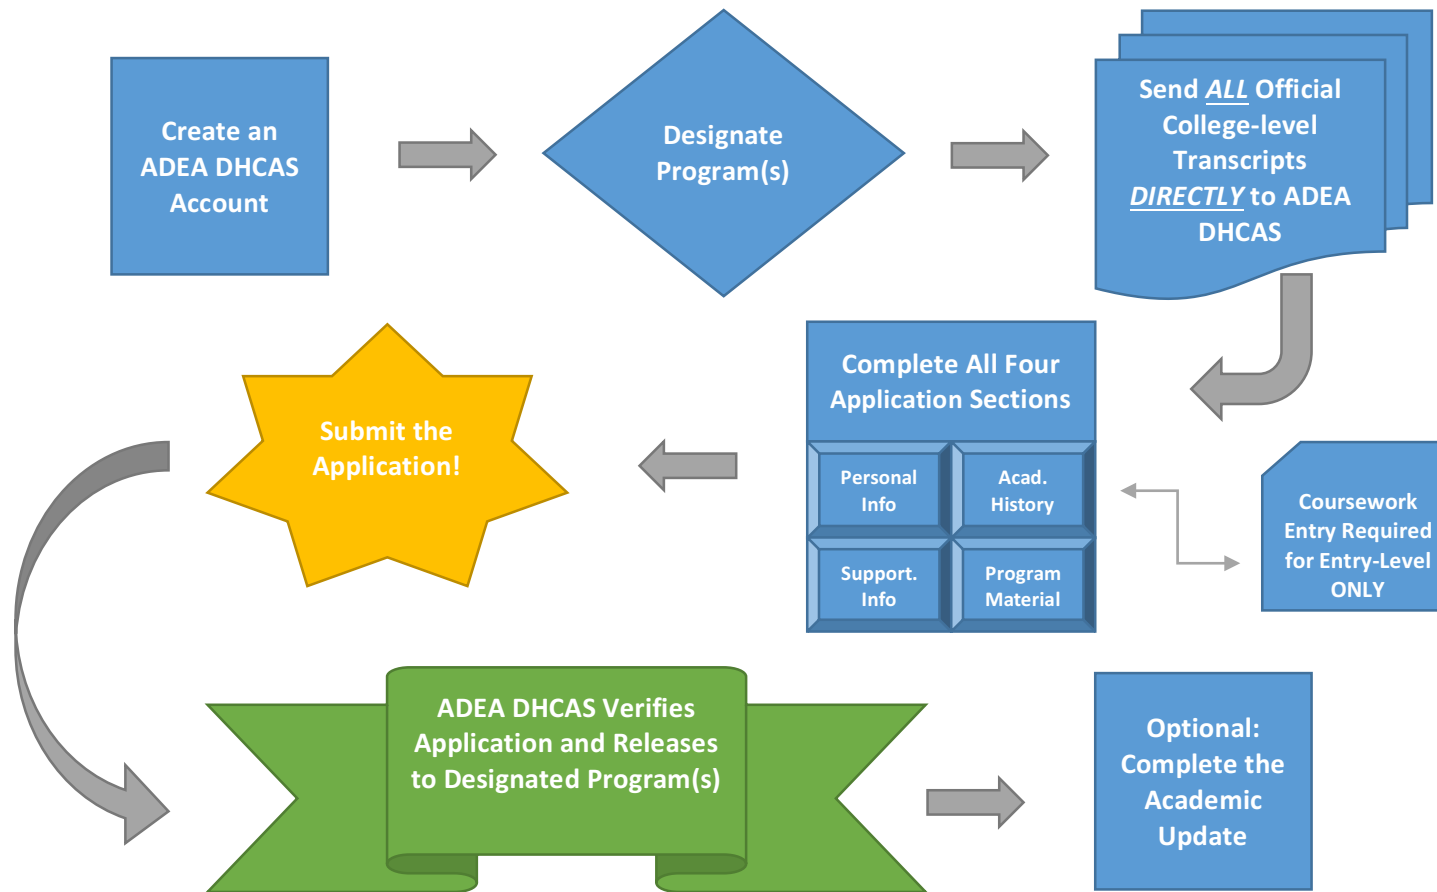 Create an
ADEA DHCAS
Account
Designate
Program(s)
Send ALL Official
College-level
Transcripts
DIRECTLY to ADEA
DHCAS
Complete All Four
Application Sections
Personal
Info
Acad.
History
Support.
Info
Program
Material
Coursework
Entry Required
for Entry-Level
ONLY
Submit the
Application!
ADEA DHCAS Verifies
Application and Releases
to Designated Program(s)
Optional:
Complete the
Academic
Update